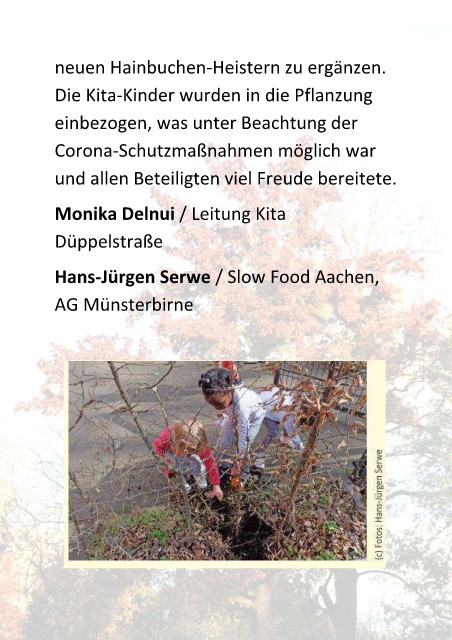 neuen Hainbuchen-Heistern zu ergänzen.
Die Kita-Kinder wurden in die Pflanzung
einbezogen, was unter Beachtung der
Corona-Schutzmaßnahmen möglich war
und allen Beteiligten viel Freude bereitete.
Monika Delnui / Leitung Kita
Düppelstraße
Hans-Jürgen Serwe / Slow Food Aachen,
AG Münsterbirne
(c) Fotos: Hans-Jürgen Serwe